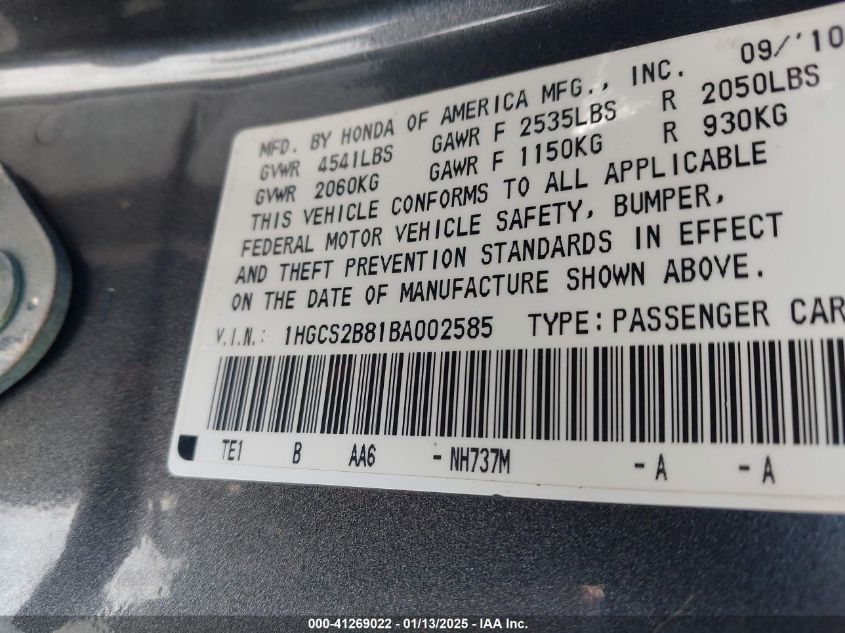 09/'10
MFD. BY HONDA OF AMERICA MFG., INC.
GVWR 4541LBS GAWR F 2535LBS R 2050LBS
GVWR 2060KG GAWR F 1150KG R 930KG
THIS VEHICLE CONFORMS TO ALL APPLICABLE
FEDERAL MOTOR VEHICLE SAFETY, BUMPER,
AND THEFT PREVENTION STANDARDS IN EFFECT
ON THE DATE OF MANUFACTURE SHOWN ABOVE.
V.I.N.: 1HGCS2B81BA002585 TYPE:PASSENGER CAR
TE1 B AA6 -NH737M -A -A
000-41269022 - 01/13/2025 - IAA Inc.